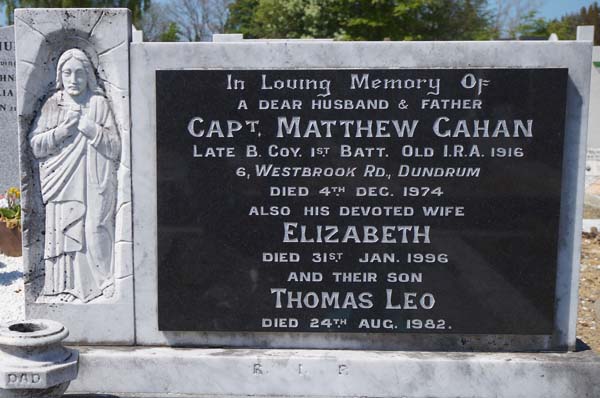 In Loving Memory Of
A DEAR HUSBAND & FATHER
CAPT. MATTHEW GAHAN
LATE B. COY. 1ST BATT. OLD I.R.A. 1916
6, WESTBROOK RD., DUNDRUM
DIED 4TH DEC. 1974
ALSO HIS DEVOTED WIFE
ELIZABETH
DIED 31ST JAN. 1996
AND THEIR SON
THOMAS LEO
DIED 24TH AUG. 1982.
R. I. P.
DAD